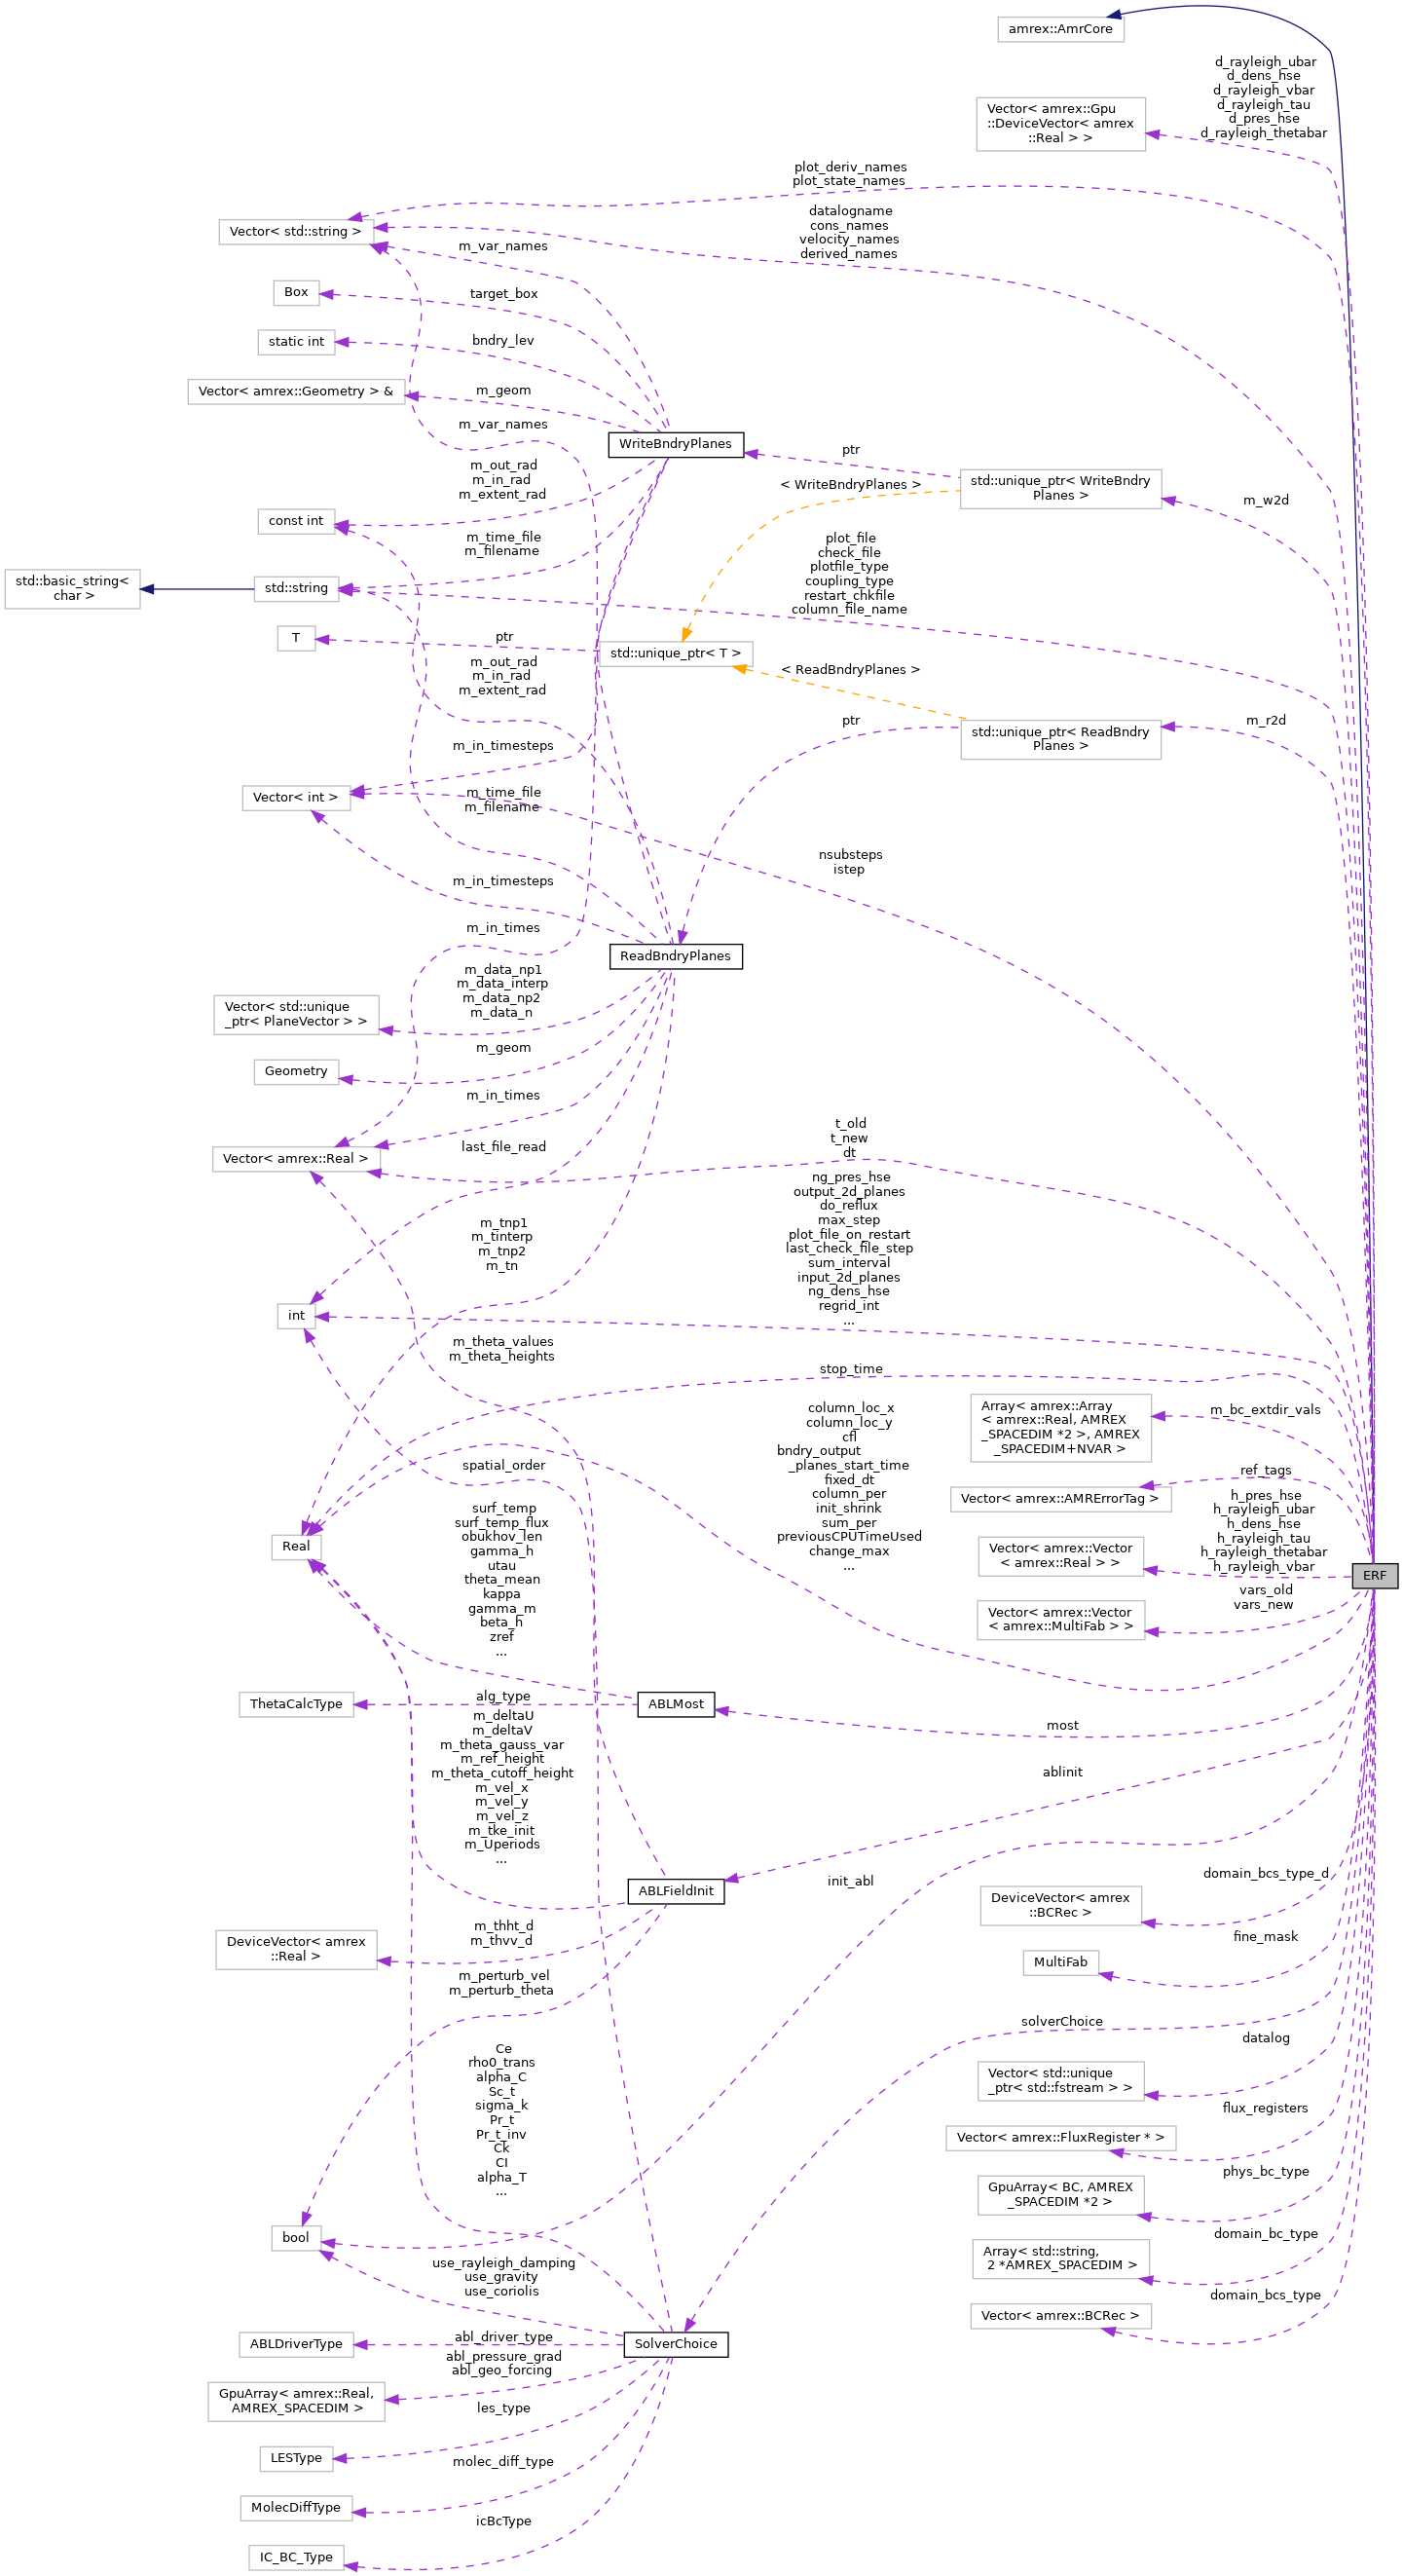 amrex::AmrCore
d_rayleigh_ubar
d_dens_hse
d_rayleigh_vbar
d_rayleigh_tau
d_pres_hse
d_rayleigh_thetabar
Vector< amrex::Gpu
::DeviceVector< amrex
::Real > >
plot_deriv_names
plot_state_names
Vector< std::string >
datalogname
cons_names
velocity_names
derived_names
m_var_names
Box
target_box
static int
bndry_lev
Vector< amrex::Geometry > &
m_geom
m_var_names
WriteBndryPlanes
ptr
std::unique_ptr< WriteBndry
Planes >
< WriteBndryPlanes >
m_w2d
m_out_rad
m_in_rad
m_extent_rad
const int
m_time_file
m_filename
plot_file
check_file
plotfile_type
coupling_type
restart_chkfile
column_file_name
std::basic_string<
char >
std::string
T
ptr
std::unique_ptr< T >
< ReadBndryPlanes >
m_out_rad
m_in_rad
m_extent_rad
ptr
std::unique_ptr< ReadBndry
Planes >
m_r2d
m_in_timesteps
Vector< int >
m_time_file
m_filename
nsubsteps
istep
m_in_timesteps
m_in_times
ReadBndryPlanes
m_data_np1
m_data_interp
m_data_np2
m_data_n
Vector< std::unique
_ptr< PlaneVector > >
m_geom
Geometry
m_in_times
Vector< amrex::Real >
last_file_read
t_old
t_new
dt
ng_pres_hse
output_2d_planes
do_reflux
max_step
plot_file_on_restart
last_check_file_step
sum_interval
input_2d_planes
ng_dens_hse
regrid_int
...
m_tnp1
m_tinterp
m_tnp2
m_tn
int
m_theta_values
m_theta_heights
stop_time
Array< amrex::Array
< amrex::Real, AMREX
_SPACEDIM *2 >, AMREX
_SPACEDIM+NVAR >
m_bc_extdir_vals
column_loc_x
column_loc_y
cfl
bndry_output
_planes_start_time
fixed_dt
column_per
init_shrink
sum_per
previousCPUTimeUsed
change_max
...
spatial_order
ref_tags
Vector< amrex::AMRErrorTag >
h_pres_hse
h_rayleigh_ubar
h_dens_hse
h_rayleigh_tau
h_rayleigh_thetabar
h_rayleigh_vbar
Real
Vector< amrex::Vector
< amrex::Real > >
ERF
surf_temp
surf_temp_flux
obukhov_len
gamma_h
utau
theta_mean
kappa
gamma_m
beta_h
zref
...
vars_old
vars_new
Vector< amrex::Vector
< amrex::MultiFab > >
ThetaCalcType
alg_type
ABLMost
most
m_deltaU
m_deltaV
m_theta_gauss_var
m_ref_height
m_theta_cutoff_height
m_vel_x
m_vel_y
m_vel_z
m_tke_init
m_Uperiods
...
ablinit
ABLFieldInit
init_abl
domain_bcs_type_d
DeviceVector< amrex
::BCRec >
m_thht_d
m_thvv_d
DeviceVector< amrex
::Real >
fine_mask
MultiFab
m_perturb_vel
m_perturb_theta
solverChoice
datalog
Vector< std::unique
_ptr< std::fstream > >
Ce
rho0_trans
alpha_C
Sc_t
sigma_k
Pr_t
Pr_t_inv
Ck
CI
alpha_T
...
flux_registers
Vector< amrex::FluxRegister * >
phys_bc_type
GpuArray< BC, AMREX
_SPACEDIM *2 >
bool
domain_bc_type
Array< std::string,
2 *AMREX_SPACEDIM >
use_rayleigh_damping
use_gravity
use_coriolis
domain_bcs_type
Vector< amrex::BCRec >
ABLDriverType
abl_driver_type
SolverChoice
abl_pressure_grad
abl_geo_forcing
GpuArray< amrex::Real,
AMREX_SPACEDIM >
les_type
LESType
molec_diff_type
MolecDiffType
icBcType
IC_BC_Type